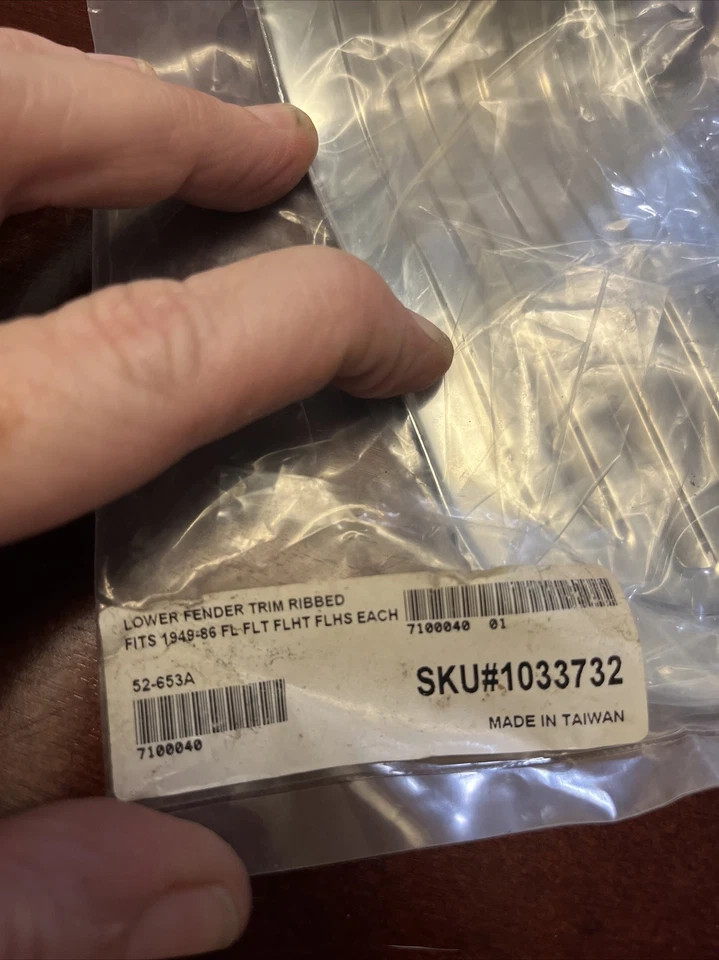 LOWER FENDER TRIM RIBBED
FITS 1949-86 FL FLT FLHT FLHS EACH
7100040 01
52-653A
SKU#1033732
7100040
MADE IN TAIWAN